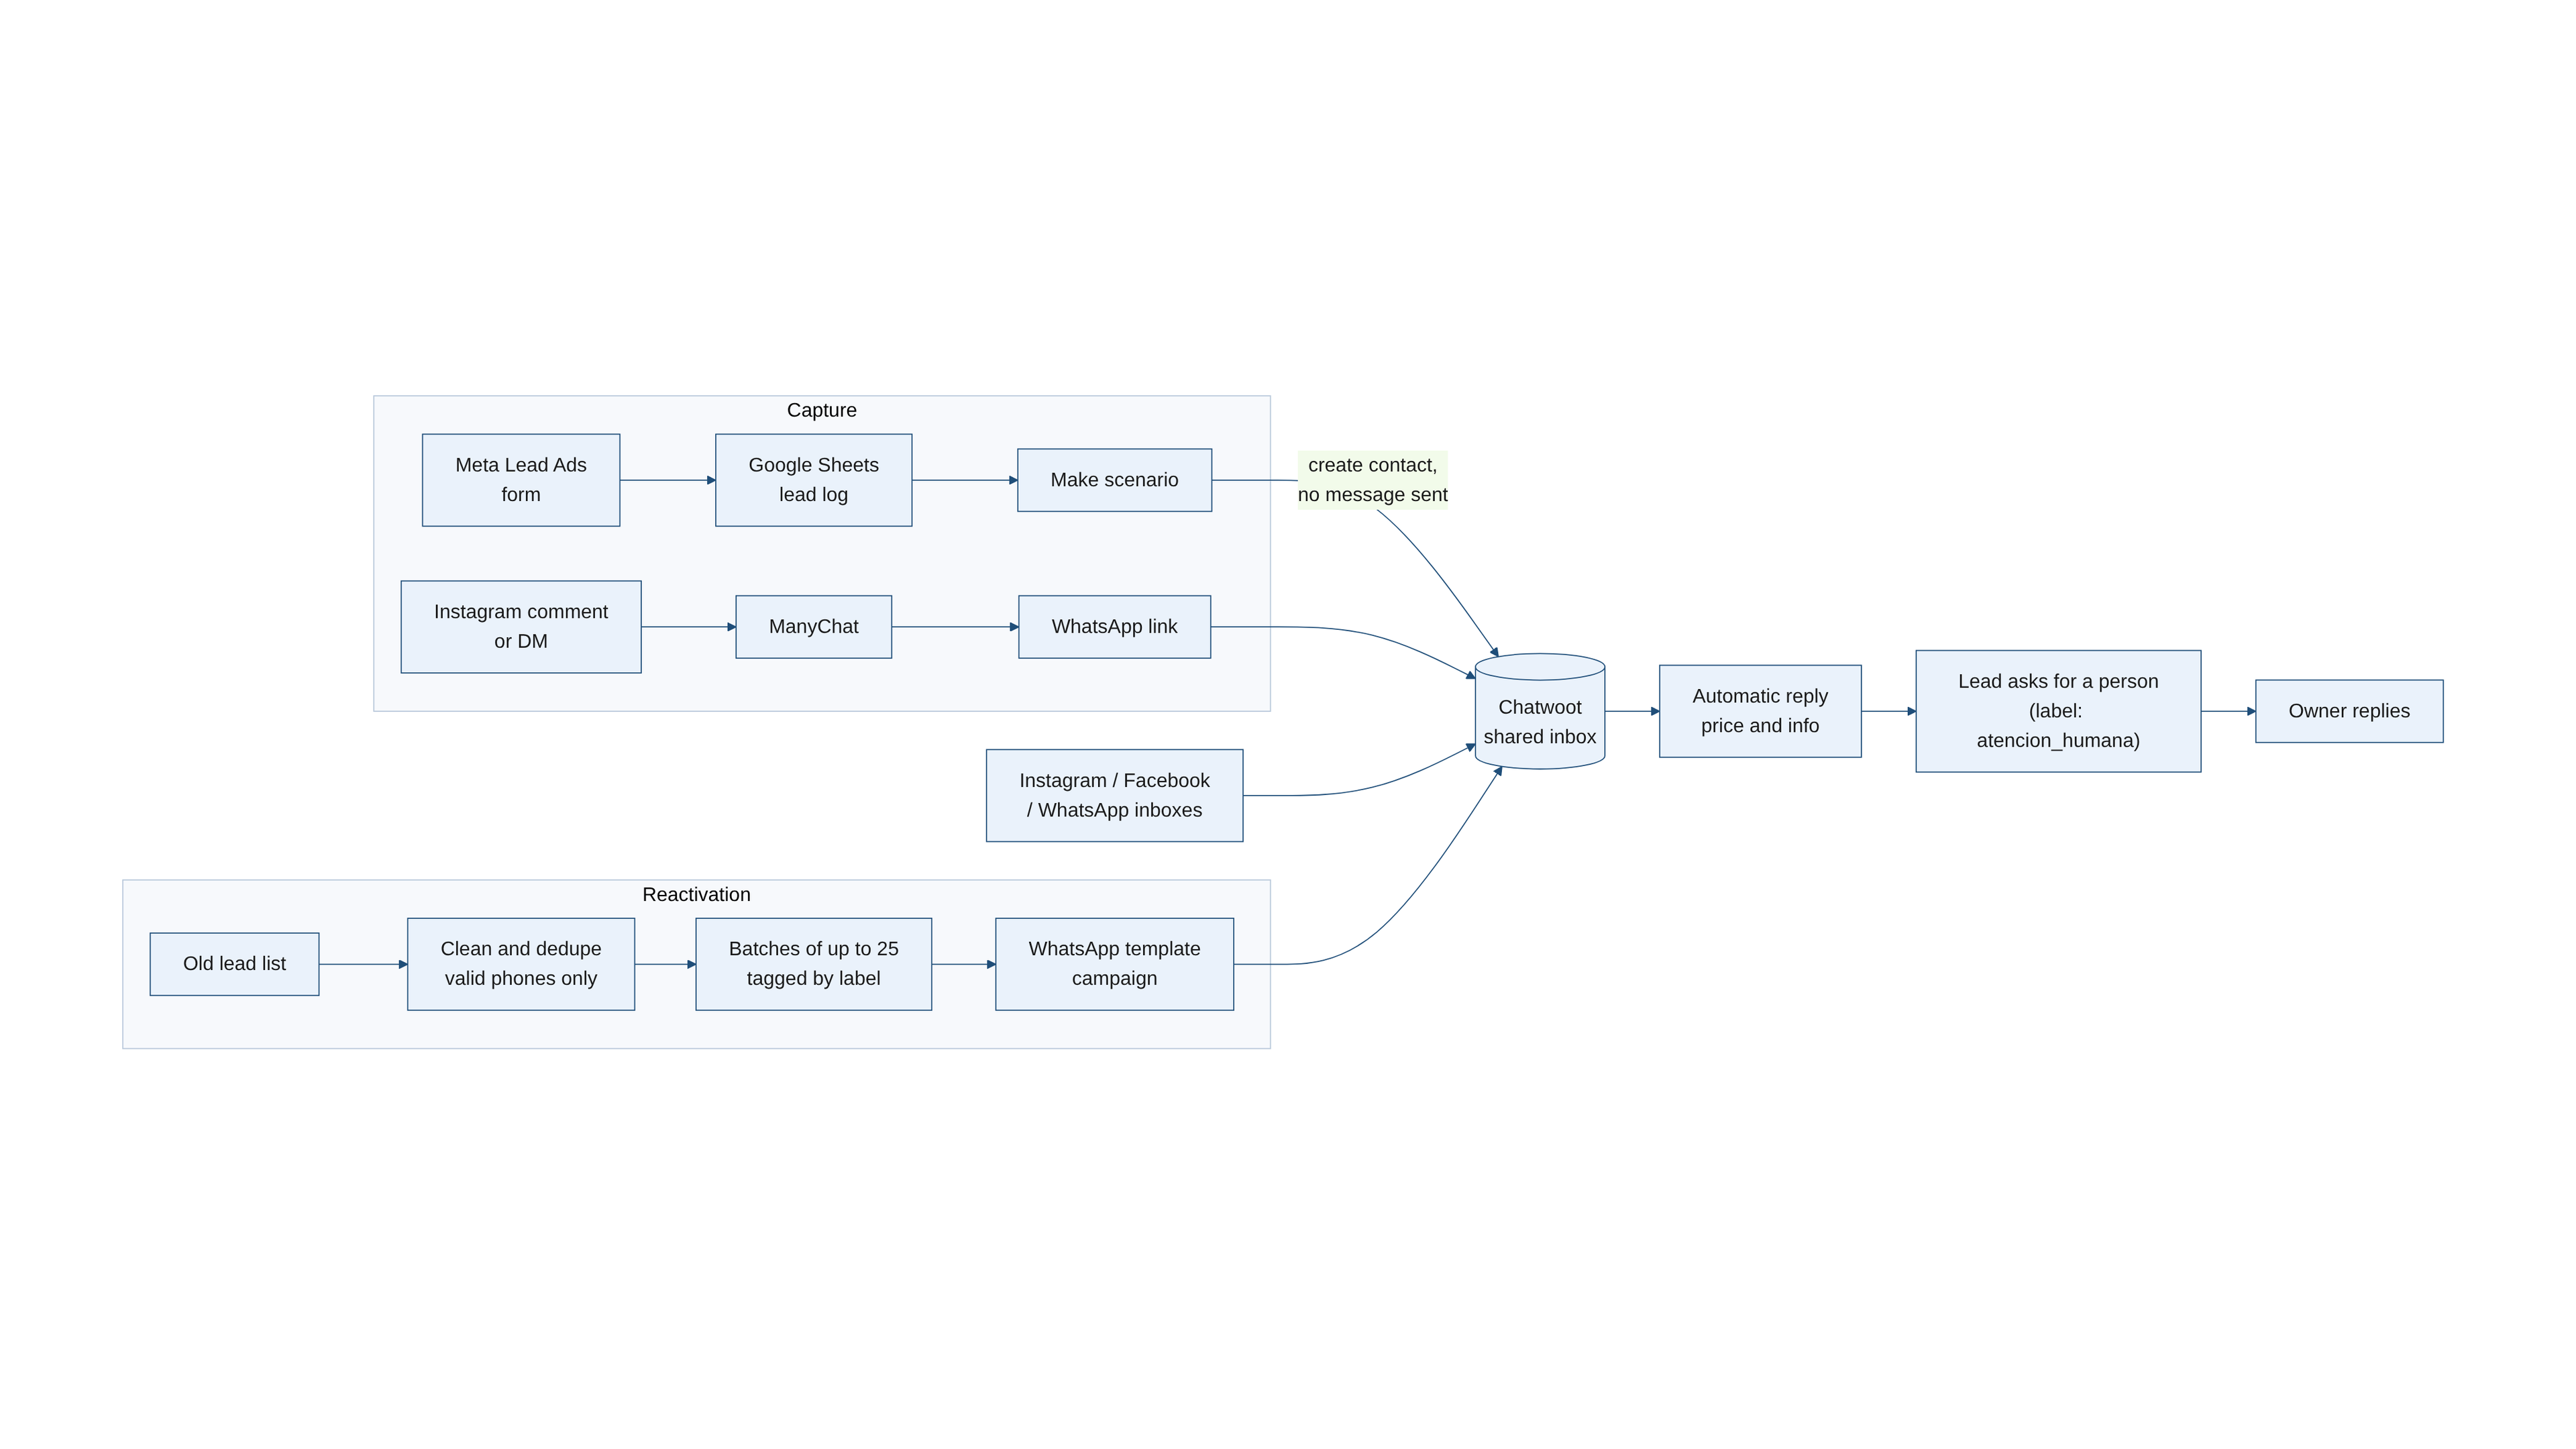 Capture
Meta Lead Ads
form
Google Sheets
lead log
Make scenario
create contact,
no message sent
Instagram comment
or DM
ManyChat
WhatsApp link
Instagram / Facebook
/ WhatsApp inboxes
Reactivation
Old lead list
Clean and dedupe
valid phones only
Batches of up to 25
tagged by label
WhatsApp template
campaign
Chatwoot
shared inbox
Automatic reply
price and info
Lead asks for a person
(label:
atencion_humana)
Owner replies